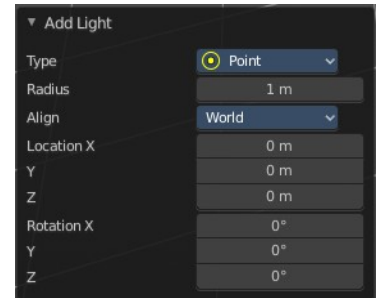 Add Light
Type Point
Radius 1 m
Align World
Location X 0 m
Y 0 m
Z 0 m
Rotation X 0°
Y 0°
Z 0°